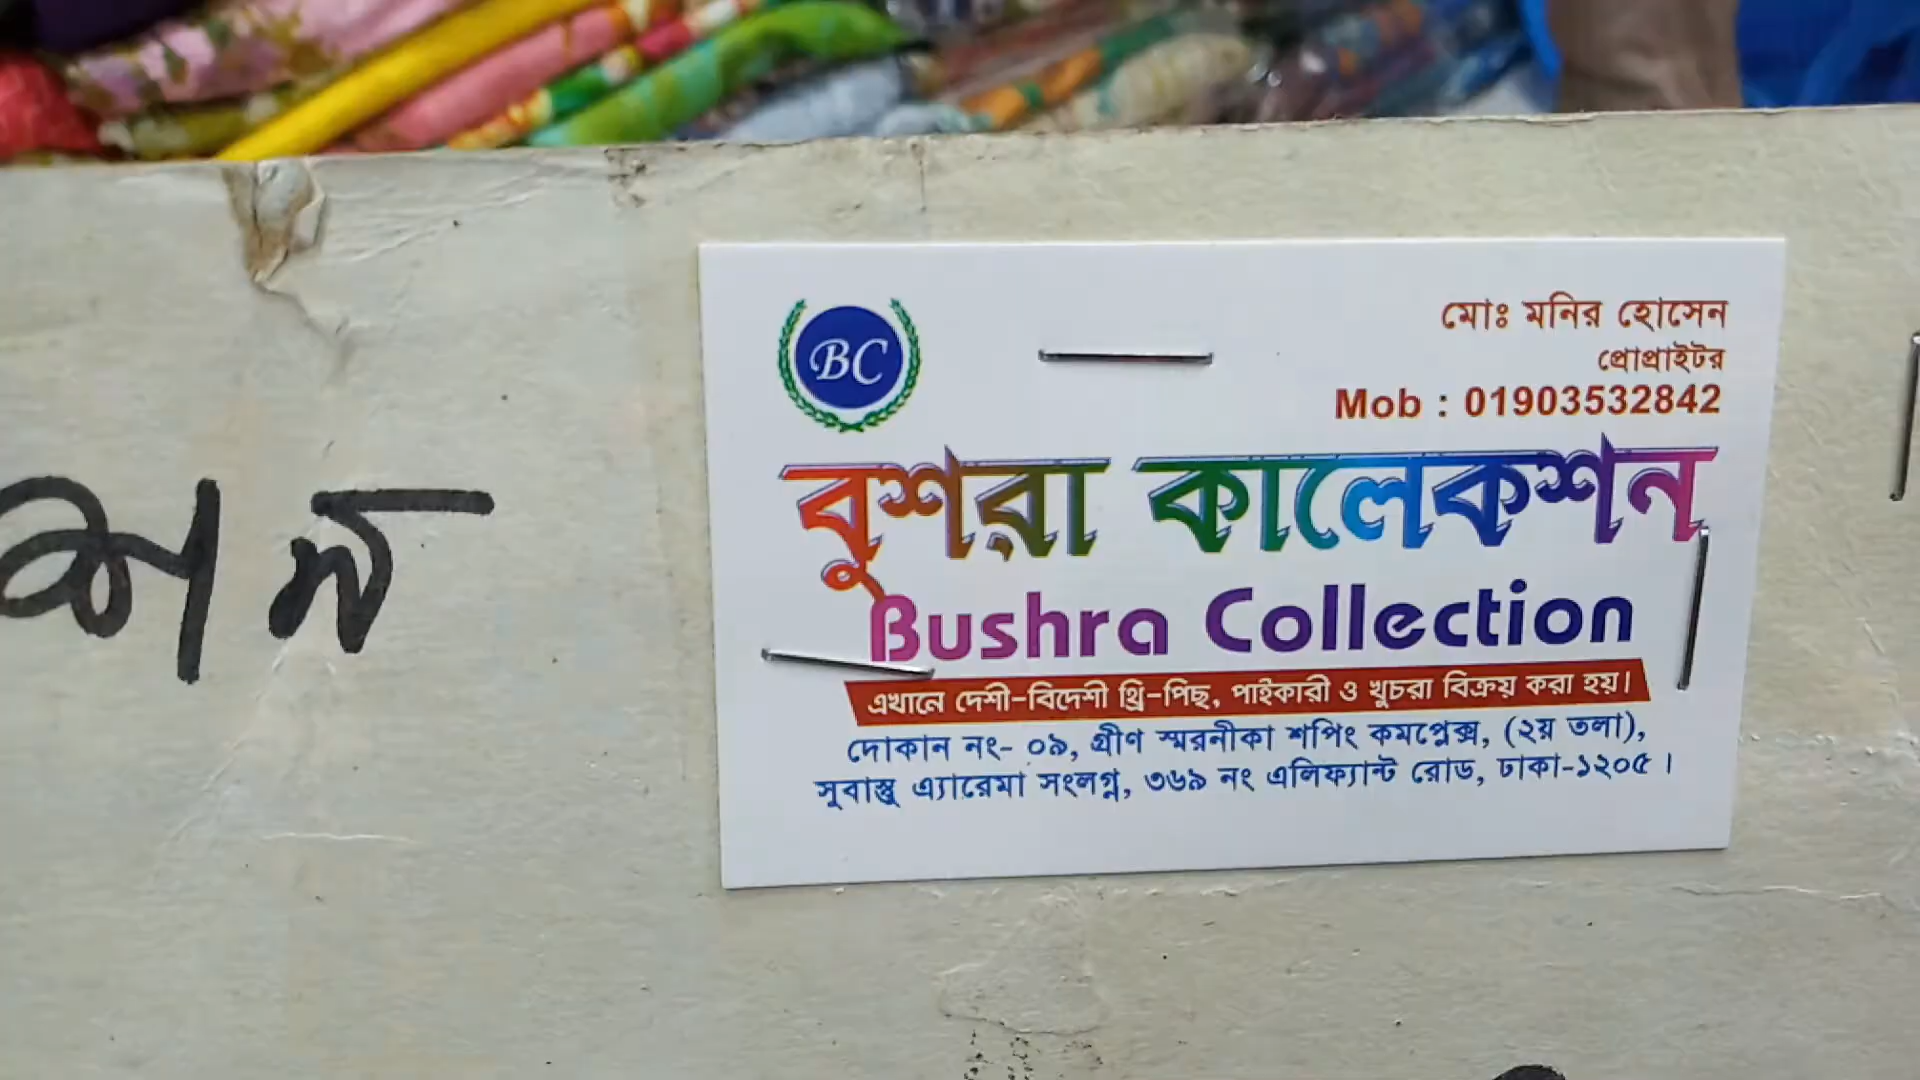 BC
মোঃ মনির হোসেন
প্রোপ্রাইটর
Mob : 01903532842
বুশরা কালেকশন
Bushra Collection
এখানে দেশী-বিদেশী থ্রি-পিছ, পাইকারী ও খুচরা বিক্রয় করা হয়।
দোকান নং- ০৯, গ্রীণ স্মরনীকা শপিং কমপ্লেক্স, (২য় তলা),
সুবাস্তু এ্যারেমা সংলগ্ন, ৩৬৯ নং এলিফ্যান্ট রোড, ঢাকা-১২০৫ ।